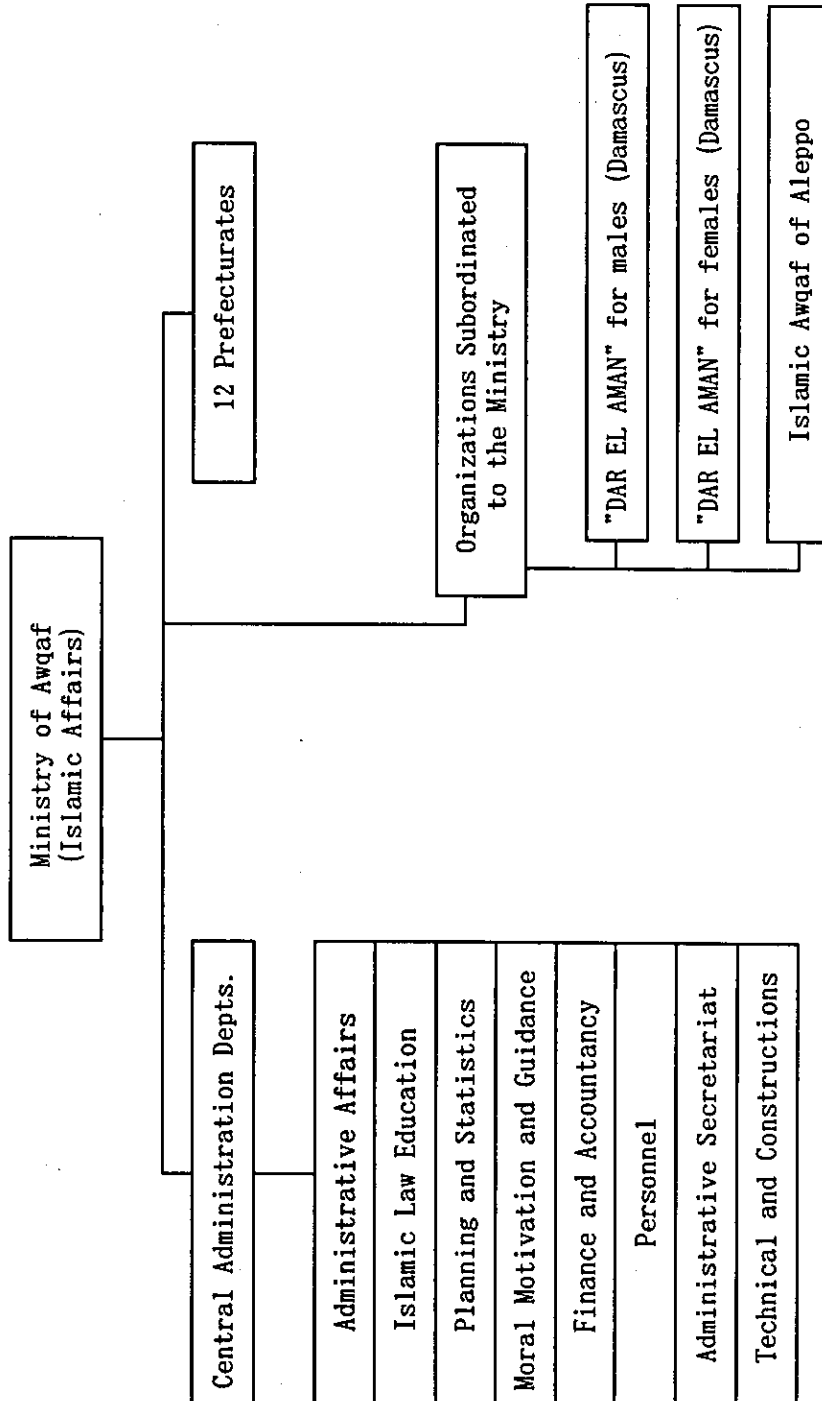 Ministry of Awqaf
(Islamic Affairs)
Central Administration Depts.
Administrative Affairs
Islamic Law Education
Planning and Statistics
Moral Motivation and Guidance
Finance and Accountancy
Personnel
Administrative Secretariat
Technical and Constructions
12 Prefecturates
Organizations Subordinated
to the Ministry
"DAR EL AMAN" for males (Damascus)
"DAR EL AMAN" for females (Damascus)
Islamic Awqaf of Aleppo